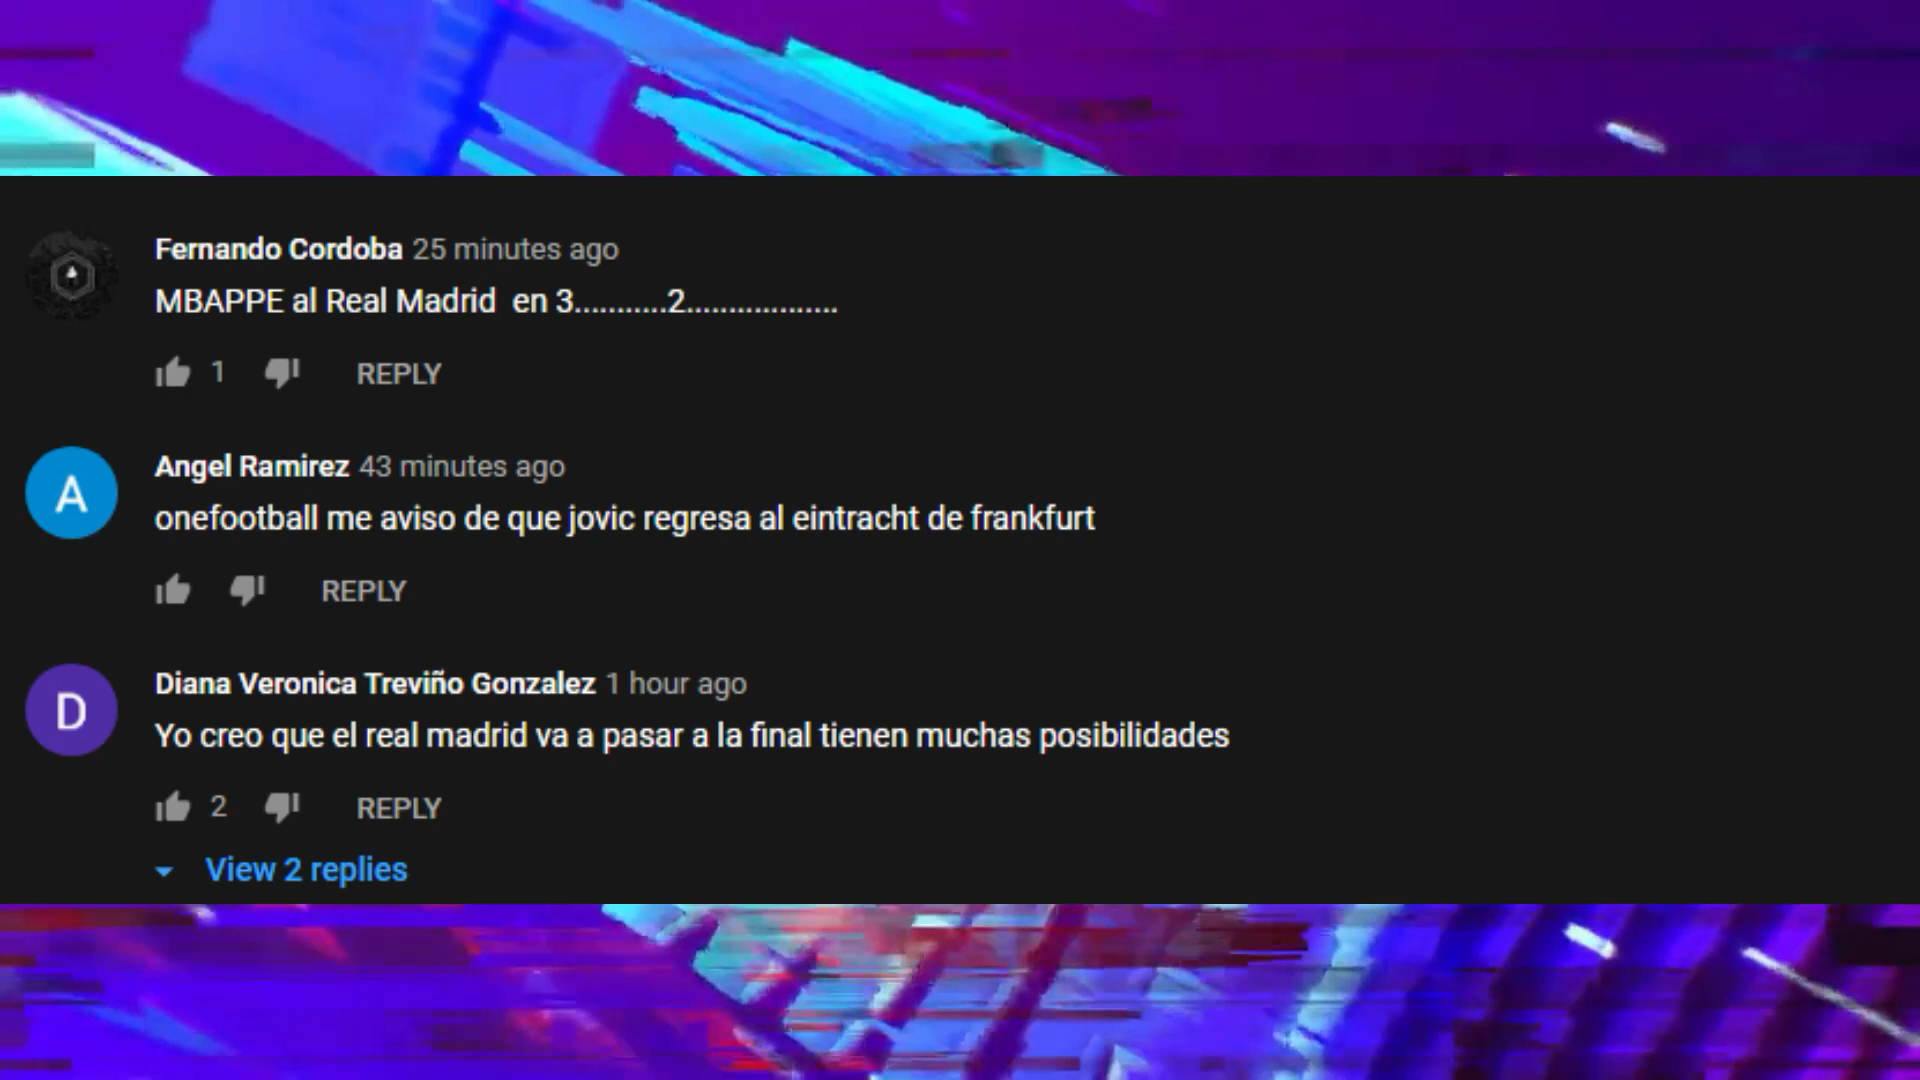 Fernando Cordoba 25 minutes ago
MBAPPE al Real Madrid  en 3...........2..................
1 REPLY
A
Angel Ramirez 43 minutes ago
onefootball me aviso de que jovic regresa al eintracht de frankfurt
REPLY
D
Diana Veronica Treviño Gonzalez 1 hour ago
Yo creo que el real madrid va a pasar a la final tienen muchas posibilidades
2 REPLY
View 2 replies